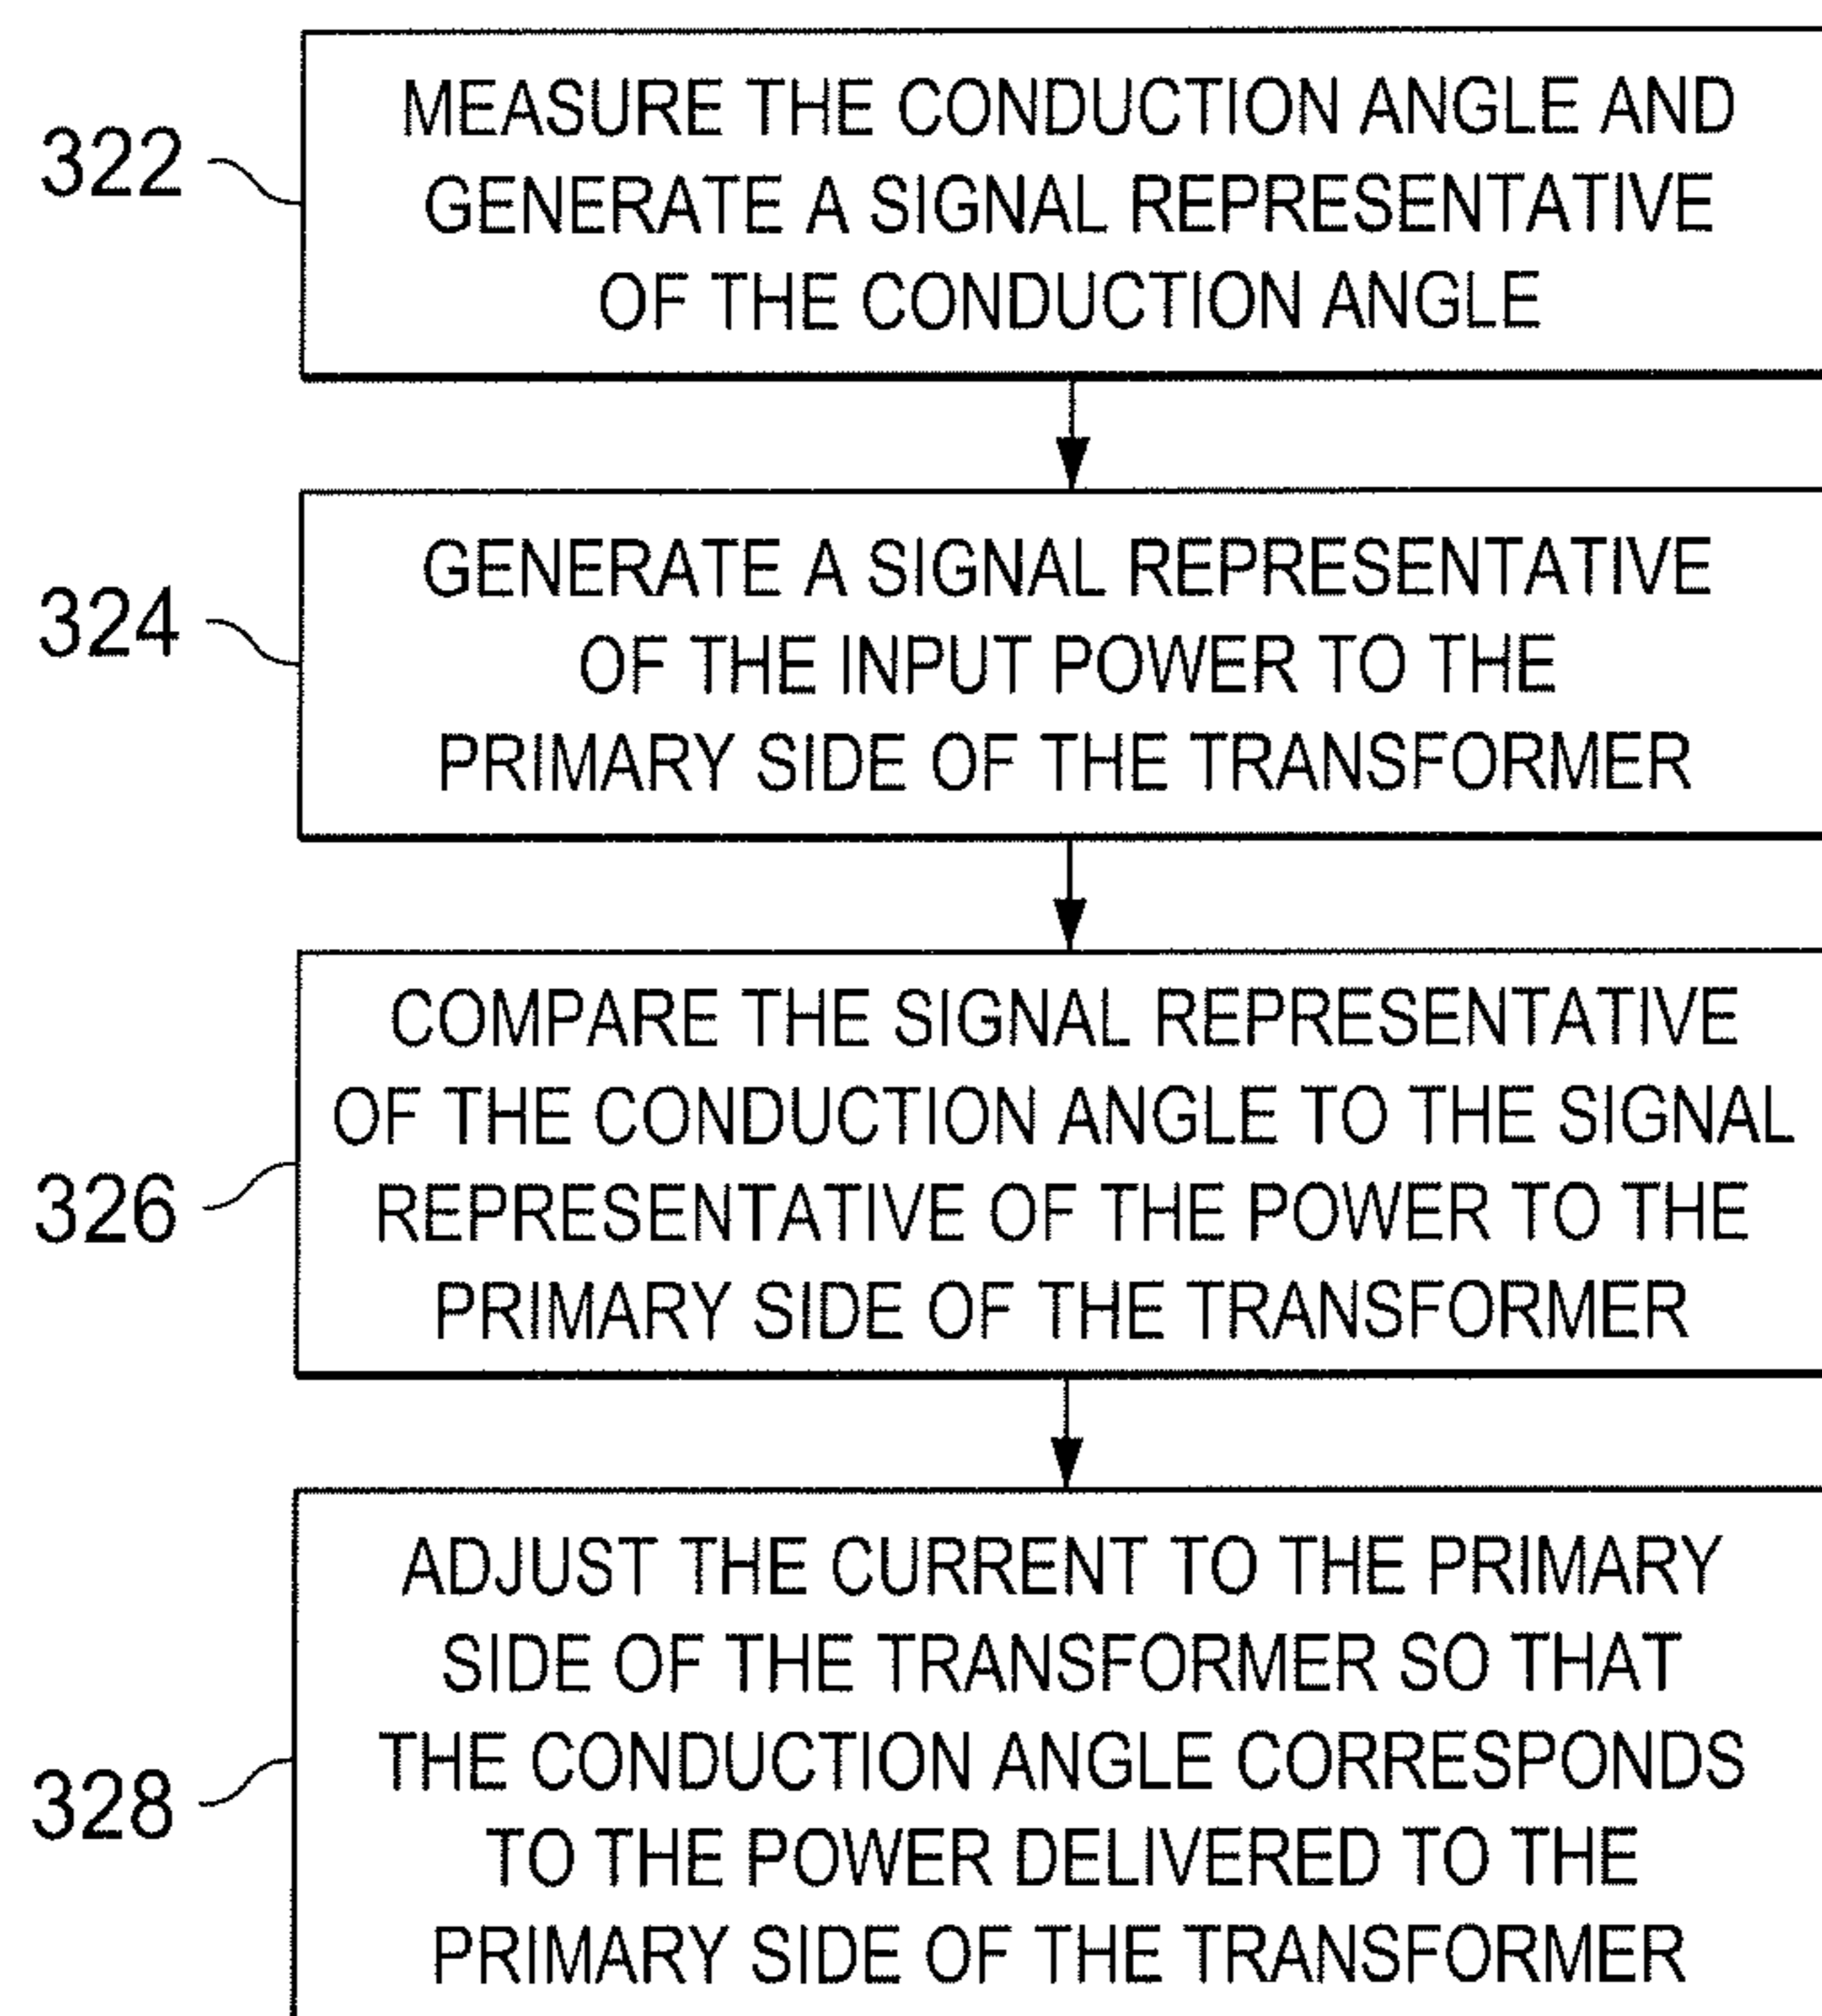 322
MEASURE THE CONDUCTION ANGLE AND
GENERATE A SIGNAL REPRESENTATIVE
OF THE CONDUCTION ANGLE
324
GENERATE A SIGNAL REPRESENTATIVE
OF THE INPUT POWER TO THE
PRIMARY SIDE OF THE TRANSFORMER
326
COMPARE THE SIGNAL REPRESENTATIVE
OF THE CONDUCTION ANGLE TO THE SIGNAL
REPRESENTATIVE OF THE POWER TO THE
PRIMARY SIDE OF THE TRANSFORMER
328
ADJUST THE CURRENT TO THE PRIMARY
SIDE OF THE TRANSFORMER SO THAT
THE CONDUCTION ANGLE CORRESPONDS
TO THE POWER DELIVERED TO THE
PRIMARY SIDE OF THE TRANSFORMER